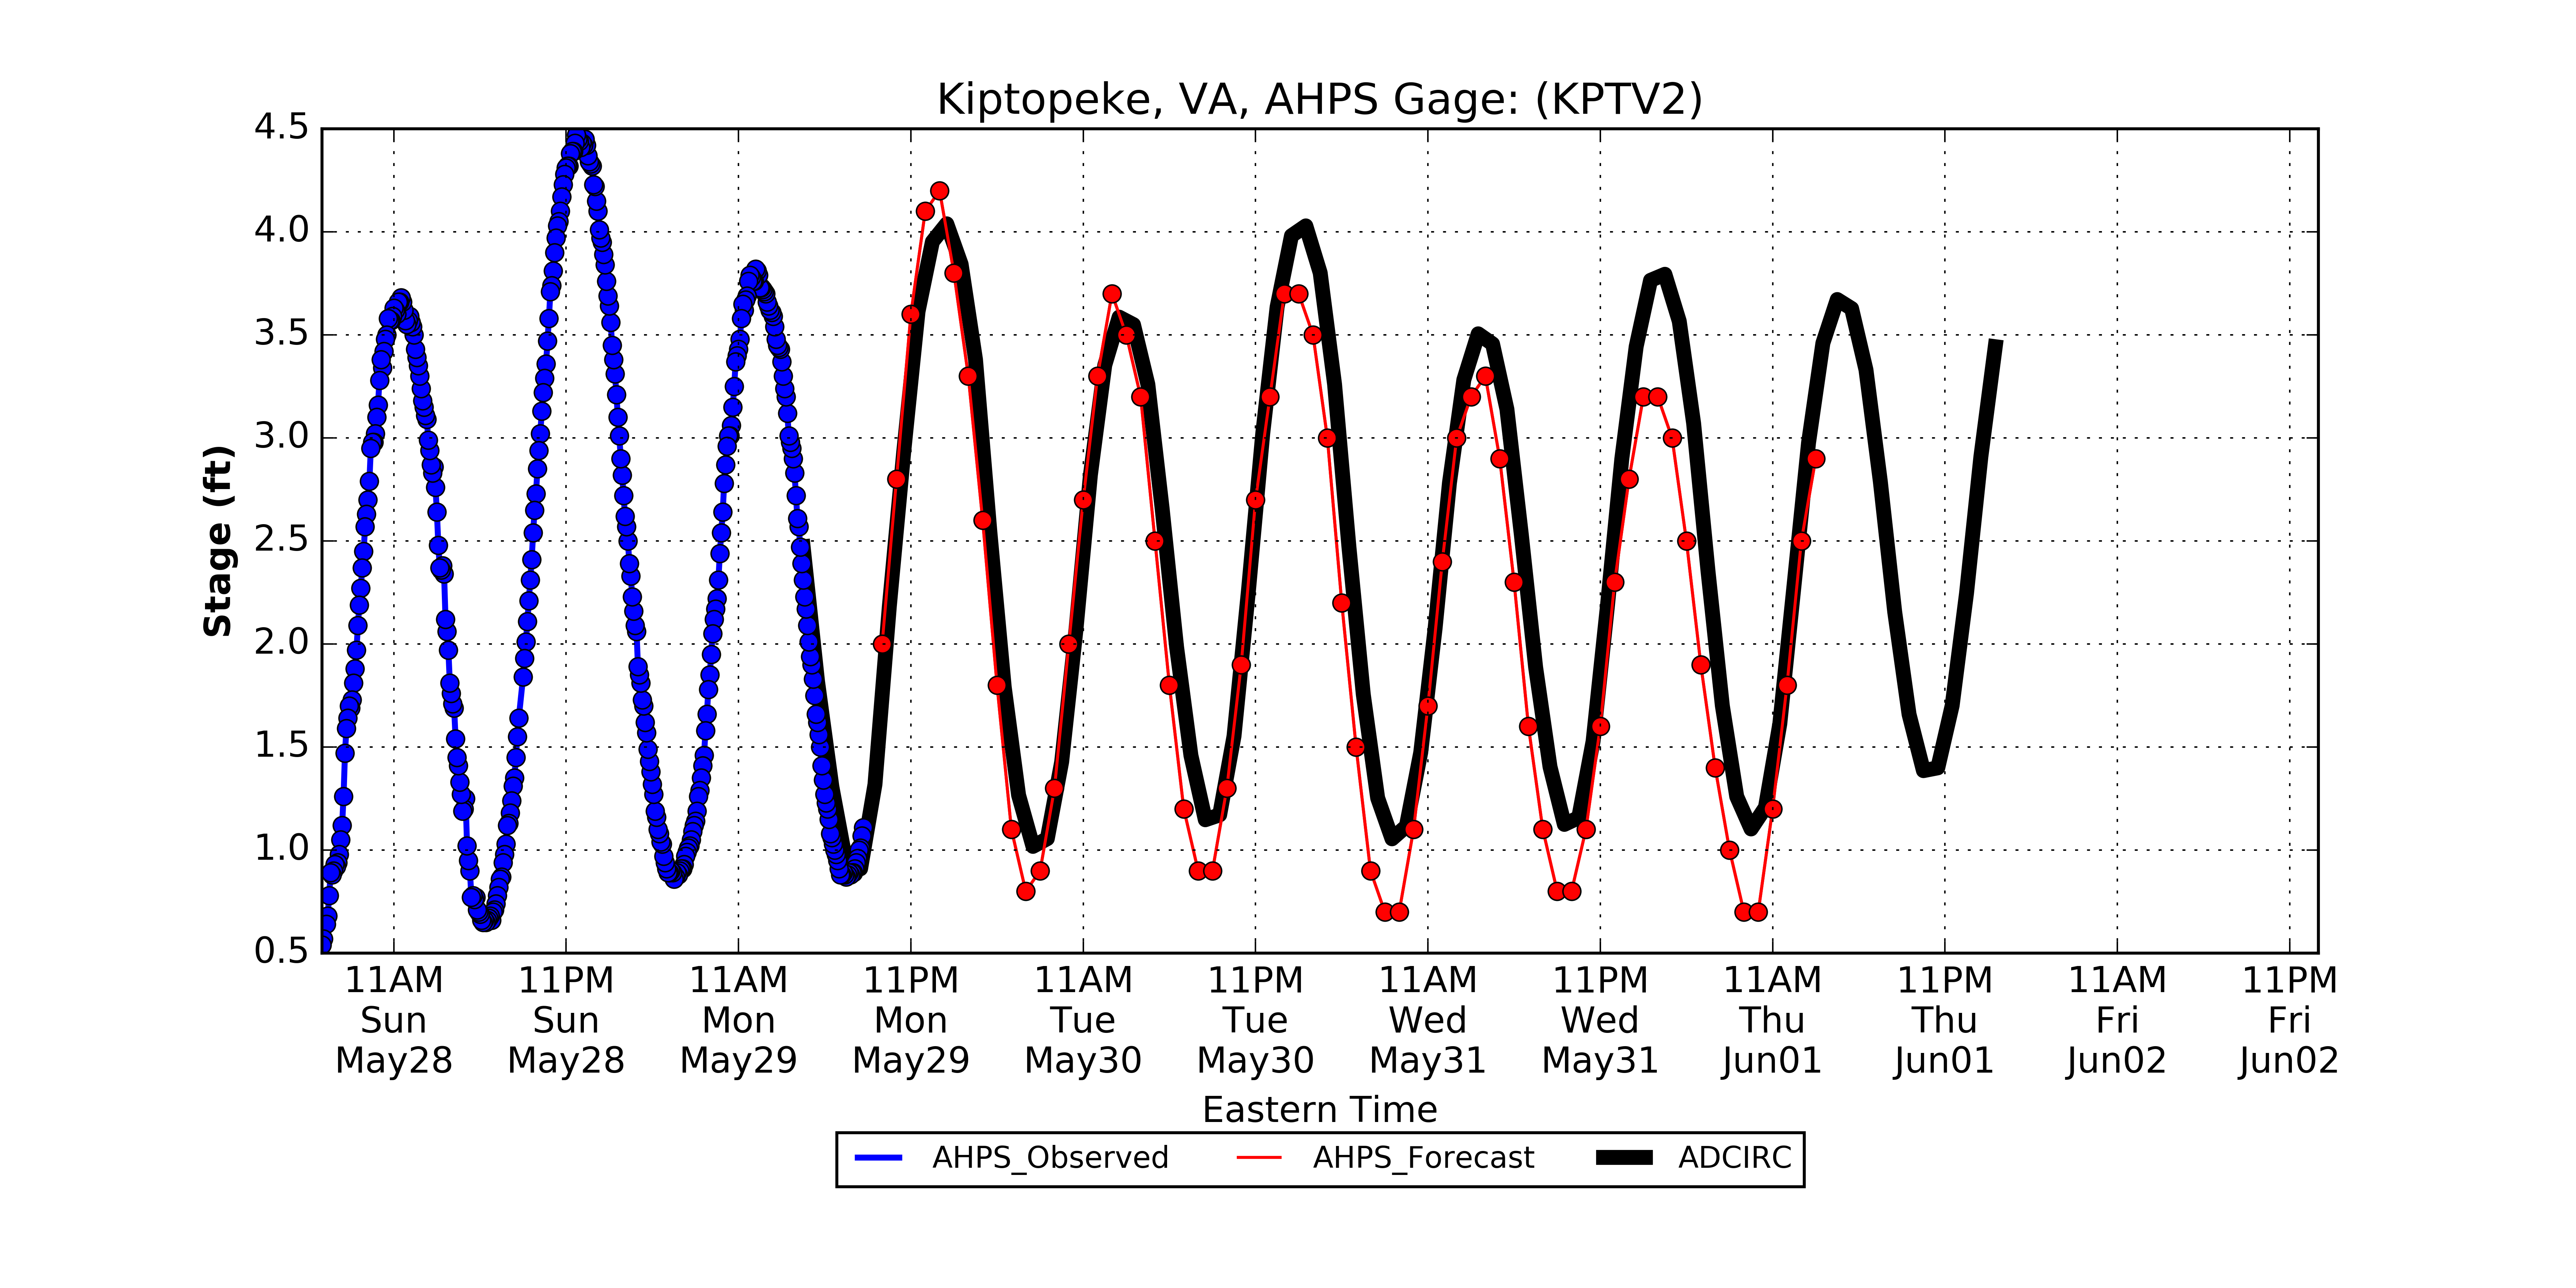 Kiptopeke, VA, AHPS Gage: (KPTV2)
4.5
4.0
3.5
3.0
2.5
2.0
1.5
1.0
0.5
Stage (ft)
11AM 11PM 11AM 11PM 11AM 11PM 11AM 11PM 11AM 11PM 11AM 11PM
Sun Sun Mon Mon Tue Tue Wed Wed Thu Thu Fri Fri
May28 May28 May29 May29 May30 May30 May31 May31 Jun01 Jun01 Jun02 Jun02
Eastern Time
AHPS_Observed AHPS_Forecast ADCIRC